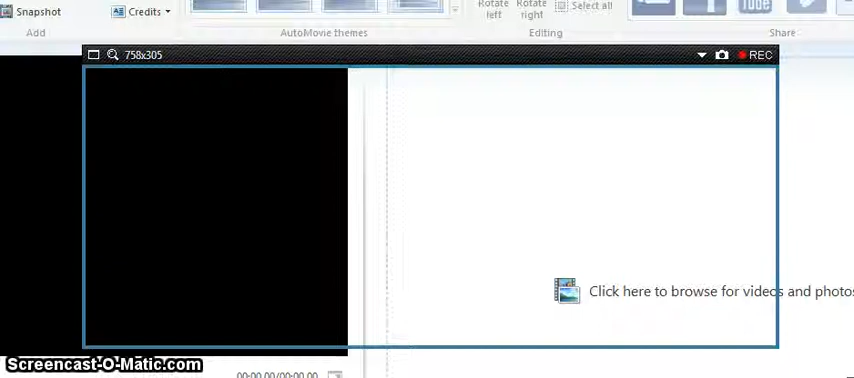 Snapshot
Credits
Rotate left
Rotate right
Select all
Tube
Add
AutoMovie themes
Editing
Share
758x305
REC
Click here to browse for videos and photos
00:00.00/00:00.00
Screencast-O-Matic.com